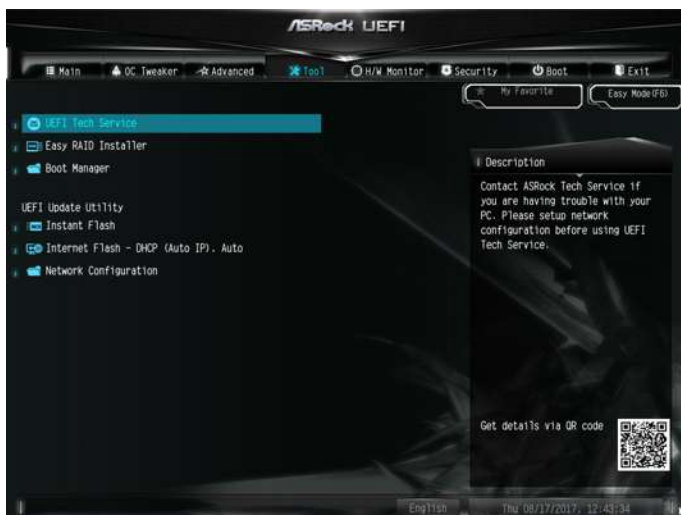 ASRock UEFI
Main OC Tweaker Advanced Tool H/W Monitor Security Boot Exit
My Favorite Easy Mode(F6)
UEFI Tech Service
Easy RAID Installer
Boot Manager
UEFI Update Utility
Instant Flash
Internet Flash - DHCP (Auto IP). Auto
Network Configuration
Description
Contact ASRock Tech Service if
you are having trouble with your
PC. Please setup network
configuration before using UEFI
Tech Service.
Get details via QR code
English Thu 08/17/2017, 12:43:34